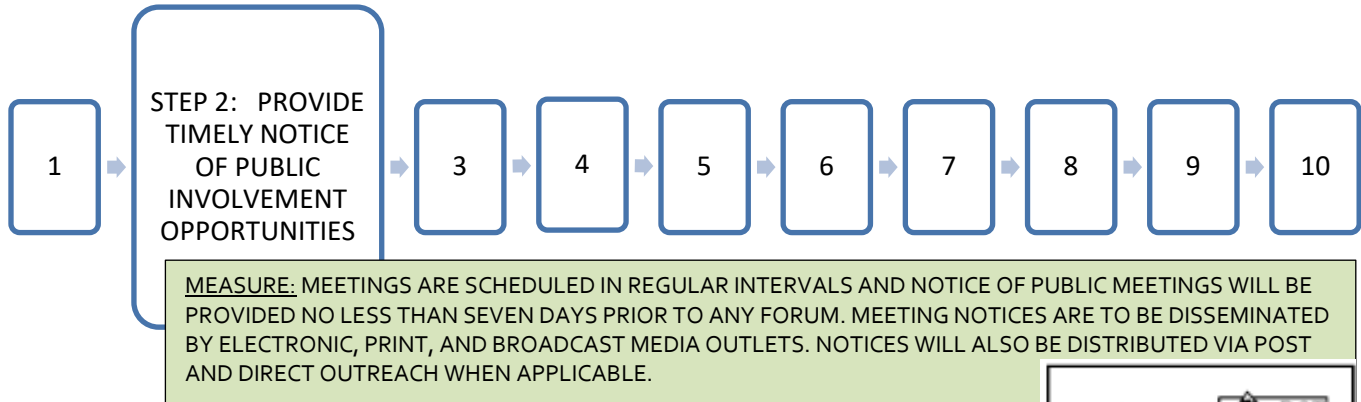 1
STEP 2: PROVIDE
TIMELY NOTICE
OF PUBLIC
INVOLVEMENT
OPPORTUNITIES
3
4
5
6
7
8
9
10
MEASURE: MEETINGS ARE SCHEDULED IN REGULAR INTERVALS AND NOTICE OF PUBLIC MEETINGS WILL BE
PROVIDED NO LESS THAN SEVEN DAYS PRIOR TO ANY FORUM. MEETING NOTICES ARE TO BE DISSEMINATED
BY ELECTRONIC, PRINT, AND BROADCAST MEDIA OUTLETS. NOTICES WILL ALSO BE DISTRIBUTED VIA POST
AND DIRECT OUTREACH WHEN APPLICABLE.